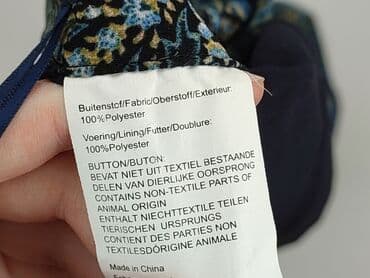 Buitenstof/Fabric/Oberstoff/Exterieur:
100%Polyester
Voering/Lining/Futter/Doublure:
100%Polyester
BUTTON/BUTON:
BEVAT NIET UIT TEXTIEL BESTAANDE
DELEN VAN DIERLIJKE OORSPRONG
CONTAINS NON-TEXTILE PARTS OF
ANIMAL ORIGIN
ENTHALT NICHTTEXTILE TEILEN
TIERISCHEN URSPRUNGS
CONTIENT DES PARTIES NON
TEXTILESDÖRIGINE ANIMALE
Made in China